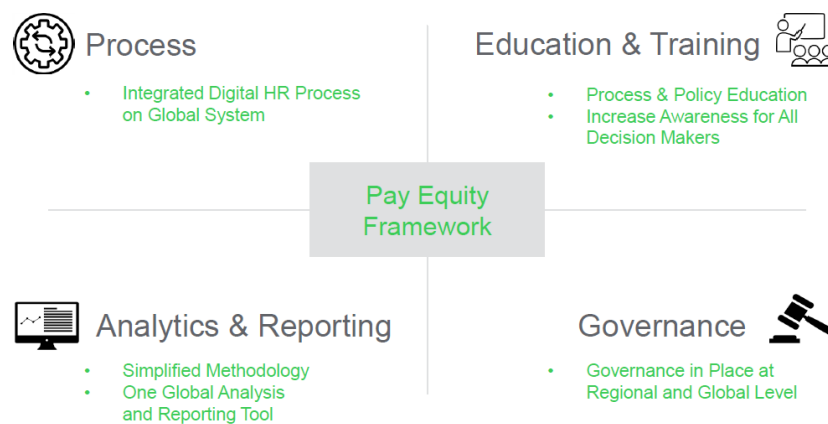 Process
• Integrated Digital HR Process
on Global System
Education & Training
• Process & Policy Education
• Increase Awareness for All
Decision Makers
Pay Equity
Framework
Analytics & Reporting
• Simplified Methodology
• One Global Analysis
and Reporting Tool
Governance
• Governance in Place at
Regional and Global Level